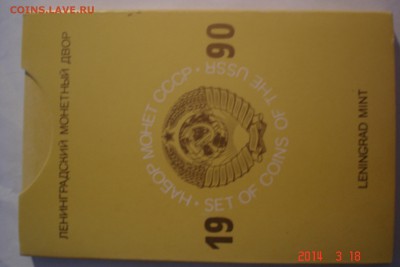 COINS.LAVE.RU
ЛЕНИНГРАДСКИЙ МОНЕТНЫЙ ДВОР
19 90
НАБОР МОНЕТ СССР • SET OF COINS OF THE USSR •
LENINGRAD MINT
2014 3 18